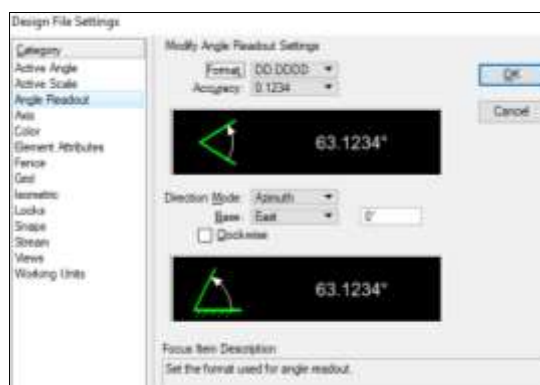 Design File Settings
Category
Active Angle
Active Scale
Angle Readout
Axis
Color
Element Attributes
Fence
Grid
Isometric
Locks
Snaps
Stream
Views
Working Units
Modify Angle Readout Settings
Format: DD.DDDD
Accuracy: 0.1234
63.1234°
Direction Mode: Azimuth
Base: East 0°
Clockwise
63.1234°
Focus Item Description
Set the format used for angle readout.
OK
Cancel